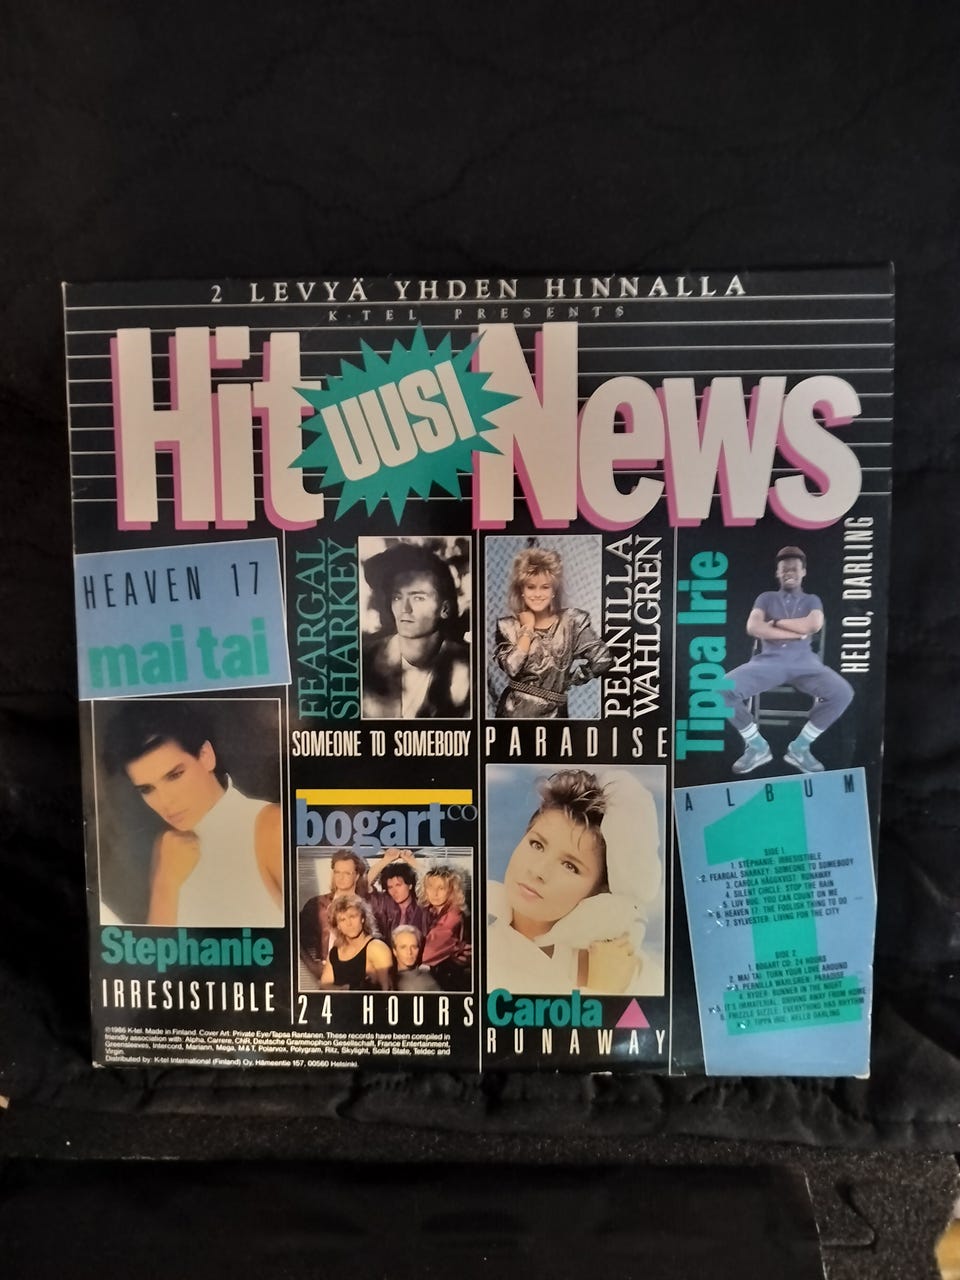 2 LEVYÄ YHDEN HINNALLA
K-TEL PRESENTS
Hit UUSI News
HEAVEN 17
mai tai
Stephanie
IRRESISTIBLE
FEARGAL
SHARKEY
SOMEONE TO SOMEBODY
bogart CO
24 HOURS
PERNILLA
WAHLGREN
PARADISE
Carola
RUNAWAY
Tippa Irie
HELLO, DARLING
ALBUM
1
SIDE 1
1. STEPHANIE: IRRESISTIBLE
2. FEARGAL SHARKEY: SOMEONE TO SOMEBODY
3. CAROLA HÄGGKVIST: RUNAWAY
4. SILENT CIRCLE: STOP THE RAIN
5. LUV BUG: YOU CAN COUNT ON ME
6. HEAVEN 17: THE FOOLISH THING TO DO
7. SYLVESTER: LIVING FOR THE CITY
SIDE 2
1. BOGART CO: 24 HOURS
2. MAI TAI: TURN YOUR LOVE AROUND
3. PERNILLA WAHLGREN: PARADISE
4. RYDER: RUNNER IN THE NIGHT
5. IT'S IMMATERIAL: DRIVING AWAY FROM HOME
6. FRIZZLE SIZZLE: EVERYTHING HAS RHYTHM
7. TIPPA IRIE: HELLO DARLING
©1986 K-tel. Made in Finland. Cover Art: Private Eye/Tapsa Rantanen. These records have been compiled in
friendly association with: Alpha, Carrere, CNR, Deutsche Grammophon Gesellschaft, France Entertainment,
Greensleeves, Intercord, Mariann, Mega, M&T, Polarvox, Polygram, Ritz, Skylight, Solid State, Teldec and
Virgin.
Distributed by: K-tel International (Finland) Oy, Hämeentie 157, 00560 Helsinki.